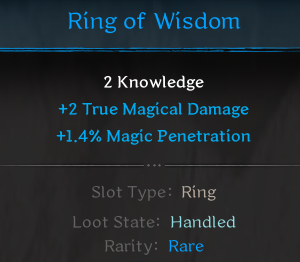 Ring of Wisdom
2 Knowledge
+2 True Magical Damage
+1.4% Magic Penetration
Slot Type: Ring
Loot State: Handled
Rarity: Rare